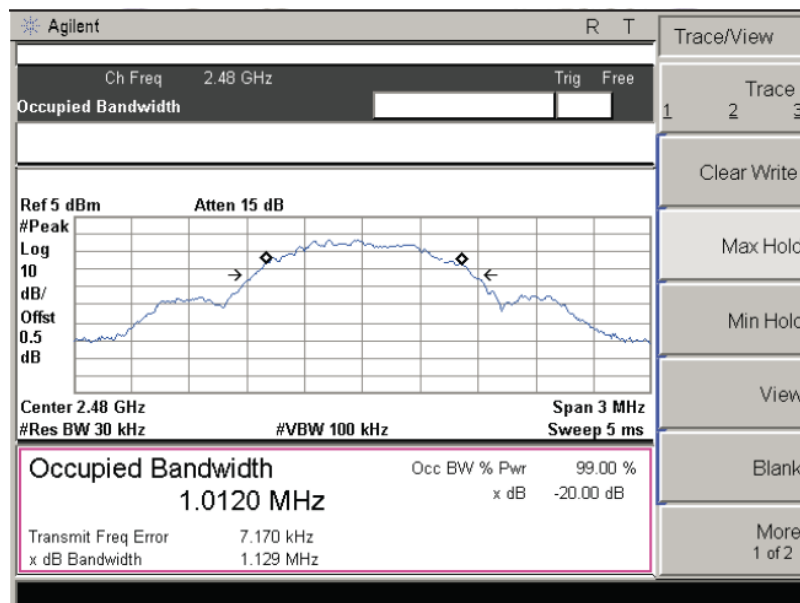 Agilent R T
Ch Freq 2.48 GHz Trig Free
Occupied Bandwidth
Ref 5 dBm Atten 15 dB
#Peak
Log
10
dB/
Offst
0.5
dB
Center 2.48 GHz Span 3 MHz
#Res BW 30 kHz #VBW 100 kHz Sweep 5 ms
Occupied Bandwidth Occ BW % Pwr 99.00 %
1.0120 MHz x dB -20.00 dB
Transmit Freq Error 7.170 kHz
x dB Bandwidth 1.129 MHz
Trace/View
Trace
1 2 3
Clear Write
Max Hold
Min Hold
View
Blank
More
1 of 2